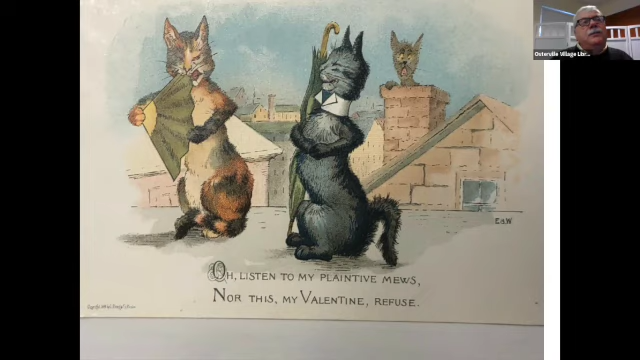 Osterville Village Libr...
E.&W
OH, LISTEN TO MY PLAINTIVE MEWS,
NOR THIS, MY VALENTINE, REFUSE.